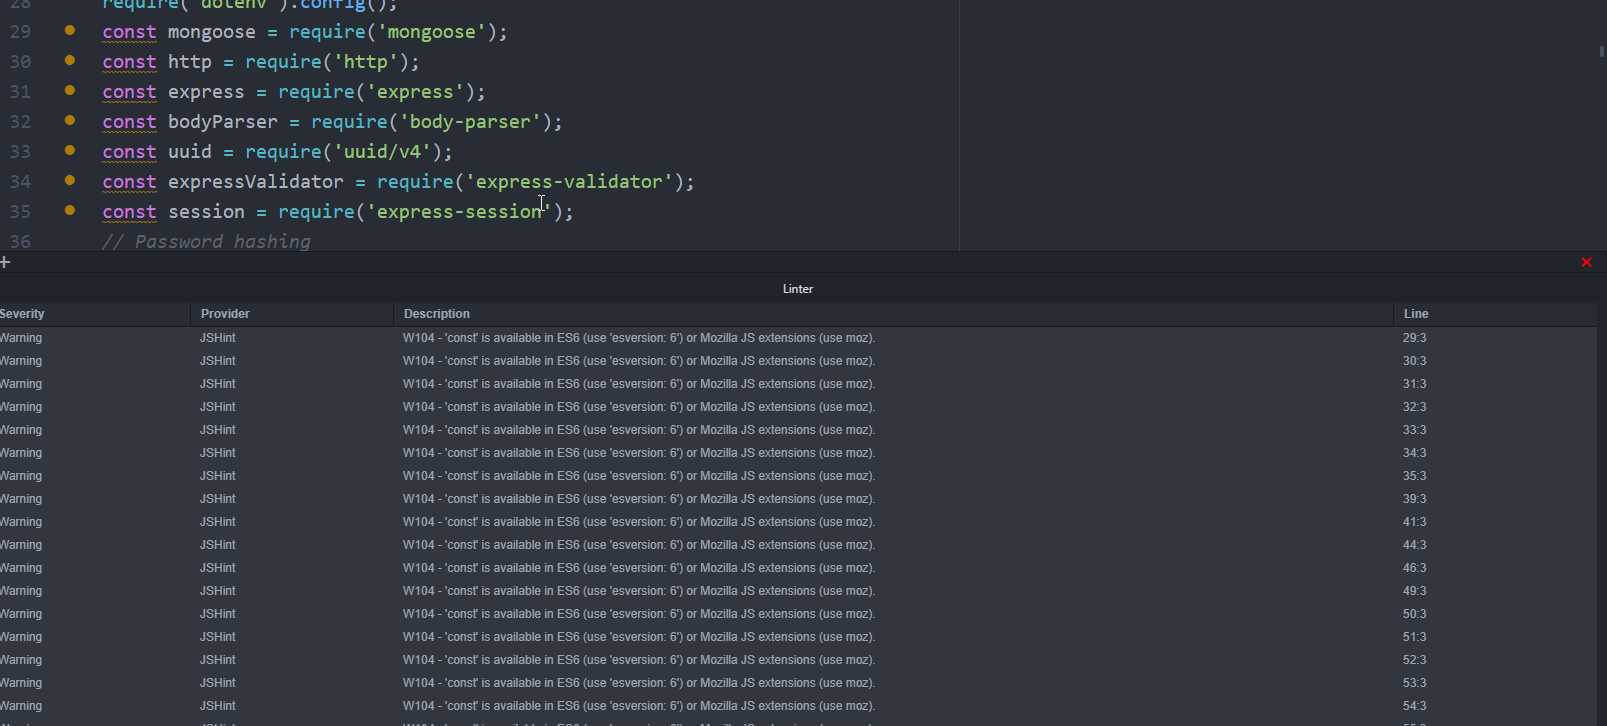 28 require('dotenv').config();
29 const mongoose = require('mongoose');
30 const http = require('http');
31 const express = require('express');
32 const bodyParser = require('body-parser');
33 const uuid = require('uuid/v4');
34 const expressValidator = require('express-validator');
35 const session = require('express-session');
36 // Password hashing
Linter
Severity Provider Description Line
Warning JSHint W104 - 'const' is available in ES6 (use 'esversion: 6') or Mozilla JS extensions (use moz). 29:3
Warning JSHint W104 - 'const' is available in ES6 (use 'esversion: 6') or Mozilla JS extensions (use moz). 30:3
Warning JSHint W104 - 'const' is available in ES6 (use 'esversion: 6') or Mozilla JS extensions (use moz). 31:3
Warning JSHint W104 - 'const' is available in ES6 (use 'esversion: 6') or Mozilla JS extensions (use moz). 32:3
Warning JSHint W104 - 'const' is available in ES6 (use 'esversion: 6') or Mozilla JS extensions (use moz). 33:3
Warning JSHint W104 - 'const' is available in ES6 (use 'esversion: 6') or Mozilla JS extensions (use moz). 34:3
Warning JSHint W104 - 'const' is available in ES6 (use 'esversion: 6') or Mozilla JS extensions (use moz). 35:3
Warning JSHint W104 - 'const' is available in ES6 (use 'esversion: 6') or Mozilla JS extensions (use moz). 39:3
Warning JSHint W104 - 'const' is available in ES6 (use 'esversion: 6') or Mozilla JS extensions (use moz). 41:3
Warning JSHint W104 - 'const' is available in ES6 (use 'esversion: 6') or Mozilla JS extensions (use moz). 44:3
Warning JSHint W104 - 'const' is available in ES6 (use 'esversion: 6') or Mozilla JS extensions (use moz). 46:3
Warning JSHint W104 - 'const' is available in ES6 (use 'esversion: 6') or Mozilla JS extensions (use moz). 49:3
Warning JSHint W104 - 'const' is available in ES6 (use 'esversion: 6') or Mozilla JS extensions (use moz). 50:3
Warning JSHint W104 - 'const' is available in ES6 (use 'esversion: 6') or Mozilla JS extensions (use moz). 51:3
Warning JSHint W104 - 'const' is available in ES6 (use 'esversion: 6') or Mozilla JS extensions (use moz). 52:3
Warning JSHint W104 - 'const' is available in ES6 (use 'esversion: 6') or Mozilla JS extensions (use moz). 53:3
Warning JSHint W104 - 'const' is available in ES6 (use 'esversion: 6') or Mozilla JS extensions (use moz). 54:3